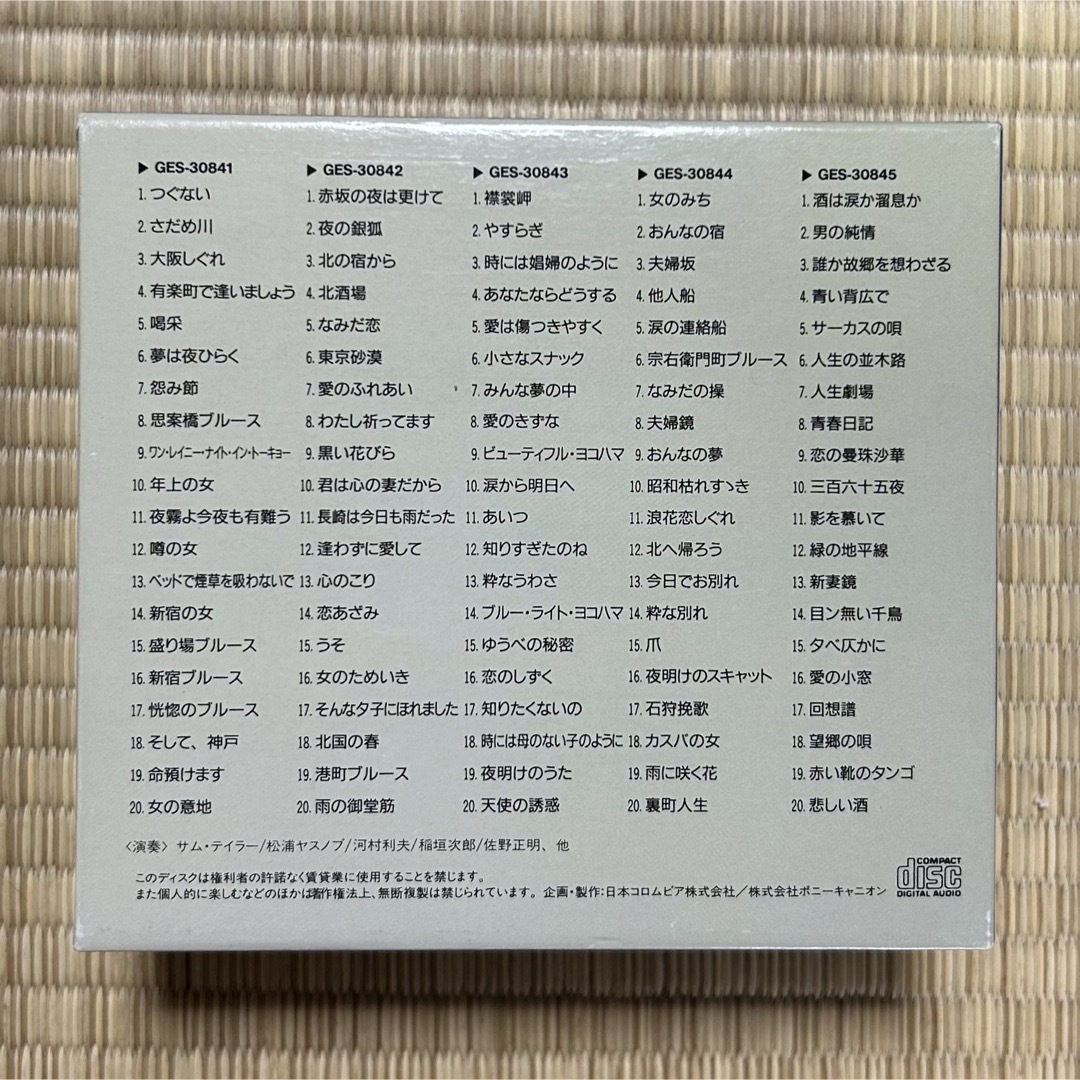 ▶ GES-30841
1. つぐない
2. さだめ川
3. 大阪しぐれ
4. 有楽町で逢いましょう
5. 喝采
6. 夢は夜ひらく
7. 怨み節
8. 思案橋ブルース
9. ワン・レイニー・ナイト・イン・トーキョー
10. 年上の女
11. 夜霧よ今夜も有難う
12. 噂の女
13. ベッドで煙草を吸わないで
14. 新宿の女
15. 盛り場ブルース
16. 新宿ブルース
17. 恍惚のブルース
18. そして、神戸
19. 命預けます
20. 女の意地
▶ GES-30842
1. 赤坂の夜は更けて
2. 夜の銀狐
3. 北の宿から
4. 北酒場
5. なみだ恋
6. 東京砂漠
7. 愛のふれあい
8. わたし祈ってます
9. 黒い花びら
10. 君は心の妻だから
11. 長崎は今日も雨だった
12. 逢わずに愛して
13. 心のこり
14. 恋あざみ
15. うそ
16. 女のためいき
17. そんな夕子にほれました
18. 北国の春
19. 港町ブルース
20. 雨の御堂筋
▶ GES-30843
1. 襟裳岬
2. やすらぎ
3. 時には娼婦のように
4. あなたならどうする
5. 愛は傷つきやすく
6. 小さなスナック
7. みんな夢の中
8. 愛のきずな
9. ビューティフル・ヨコハマ
10. 涙から明日へ
11. あいつ
12. 知りすぎたのね
13. 粋なうわさ
14. ブルー・ライト・ヨコハマ
15. ゆうべの秘密
16. 恋のしずく
17. 知りたくないの
18. 時には母のない子のように
19. 夜明けのうた
20. 天使の誘惑
▶ GES-30844
1. 女のみち
2. おんなの宿
3. 夫婦坂
4. 他人船
5. 涙の連絡船
6. 宗右衛門町ブルース
7. なみだの操
8. 夫婦鏡
9. おんなの夢
10. 昭和枯れすゝき
11. 浪花恋しぐれ
12. 北へ帰ろう
13. 今日でお別れ
14. 粋な別れ
15. 爪
16. 夜明けのスキャット
17. 石狩挽歌
18. カスバの女
19. 雨に咲く花
20. 裏町人生
▶ GES-30845
1. 酒は涙か溜息か
2. 男の純情
3. 誰か故郷を想わざる
4. 青い背広で
5. サーカスの唄
6. 人生の並木路
7. 人生劇場
8. 青春日記
9. 恋の曼珠沙華
10. 三百六十五夜
11. 影を慕いて
12. 緑の地平線
13. 新妻鏡
14. 目ン無い千鳥
15. 夕べ仄かに
16. 愛の小窓
17. 回想譜
18. 望郷の唄
19. 赤い靴のタンゴ
20. 悲しい酒
〈演奏〉サム・テイラー/松浦ヤスノブ/河村利夫/稲垣次郎/佐野正明、他
このディスクは権利者の許諾なく賃貸業に使用することを禁じます。
また個人的に楽しむなどのほかは著作権法上、無断複製は禁じられています。 企画・製作:日本コロムビア株式会社/株式会社ポニーキャニオン
COMPACT
disc
DIGITAL AUDIO